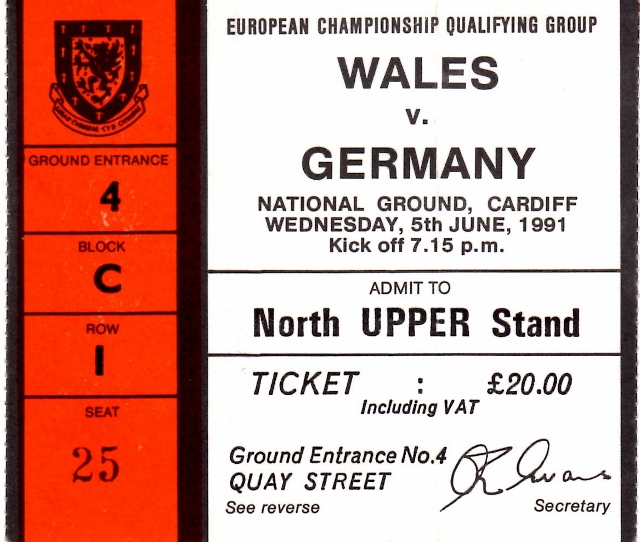 GROUND ENTRANCE
4
BLOCK
C
ROW
I
SEAT
25
EUROPEAN CHAMPIONSHIP QUALIFYING GROUP
WALES
v.
GERMANY
NATIONAL GROUND, CARDIFF
WEDNESDAY, 5th JUNE, 1991
Kick off 7.15 p.m.
ADMIT TO
North UPPER Stand
TICKET : £20.00
Including VAT
Ground Entrance No.4
QUAY STREET
See reverse
Evans
Secretary